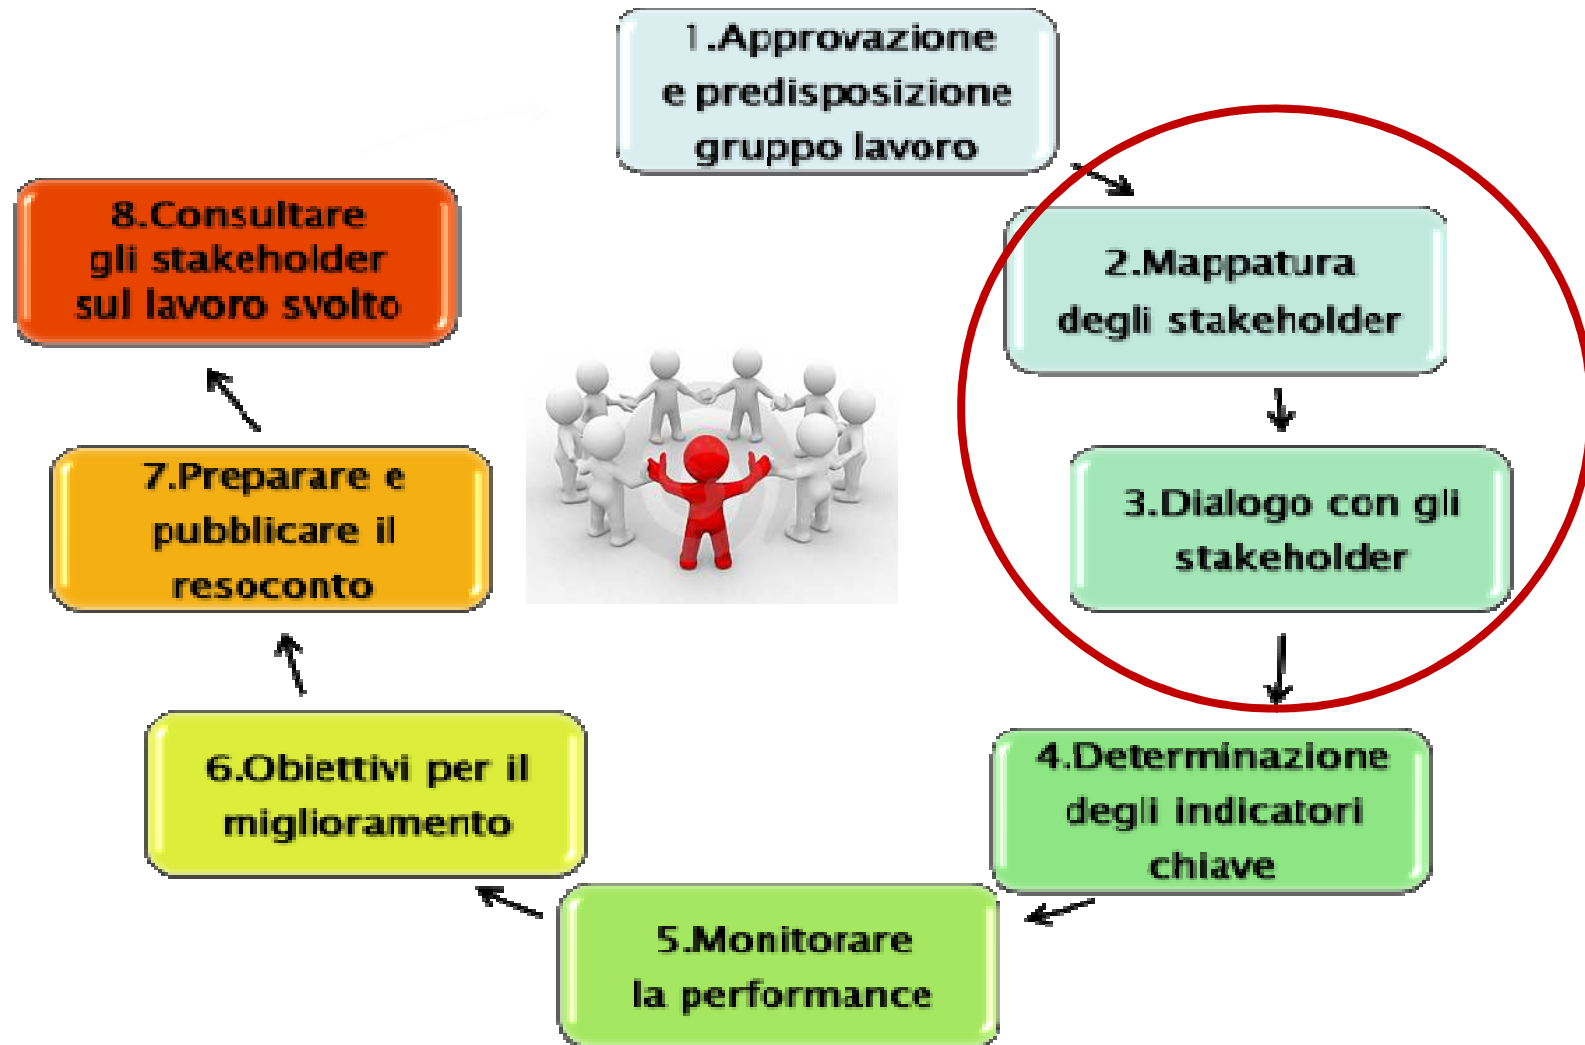 1.Approvazione
e predisposizione
gruppo lavoro
2.Mappatura
degli stakeholder
3.Dialogo con gli
stakeholder
4.Determinazione
degli indicatori
chiave
5.Monitorare
la performance
6.Obiettivi per il
miglioramento
7.Preparare e
pubblicare il
resoconto
8.Consultare
gli stakeholder
sul lavoro svolto